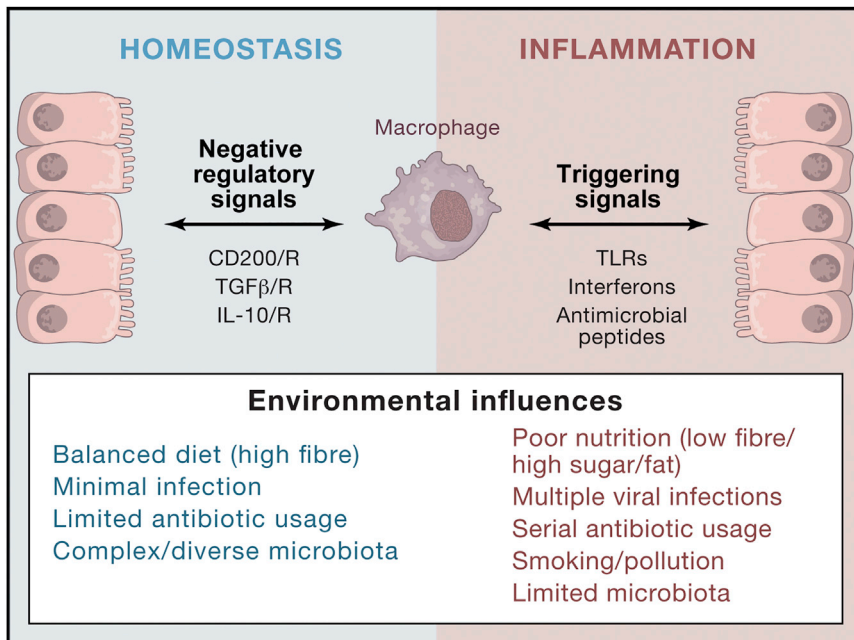 HOMEOSTASIS
INFLAMMATION
Macrophage
Negative
regulatory
signals
CD200/R
TGFβ/R
IL-10/R
Triggering
signals
TLRs
Interferons
Antimicrobial
peptides
Environmental influences
Balanced diet (high fibre)
Minimal infection
Limited antibiotic usage
Complex/diverse microbiota
Poor nutrition (low fibre/
high sugar/fat)
Multiple viral infections
Serial antibiotic usage
Smoking/pollution
Limited microbiota